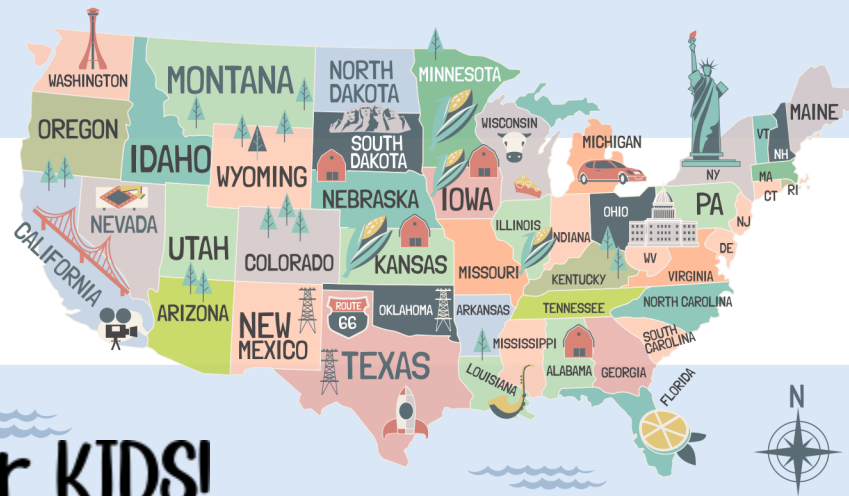 WASHINGTON
MONTANA
NORTH
DAKOTA
MINNESOTA
OREGON
IDAHO
WYOMING
SOUTH
DAKOTA
WISCONSIN
MICHIGAN
MAINE
VT
NH
NY
MA
CT
RI
NEVADA
UTAH
COLORADO
NEBRASKA
IOWA
ILLINOIS
NDIANA
OHIO
PA
NJ
DE
WV
CALIFORNIA
ARIZONA
NEW
MEXICO
KANSAS
MISSOURI
KENTUCKY
VIRGINIA
ROUTE
66
OKLAHOMA
ARKANSAS
TENNESSEE
NORTH CAROLINA
SOUTH
CAROLINA
TEXAS
LOUISIANA
MISSISSIPPI
ALABAMA
GEORGIA
FLORIDA
N
r KIDS!